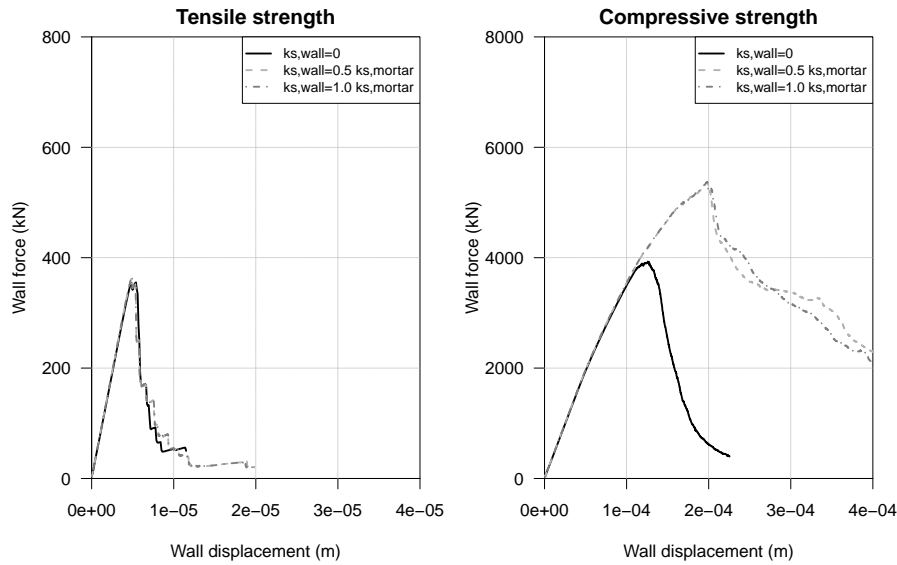 Tensile strength
800
600
400
200
0
Wall force (kN)
ks,wall=0
ks,wall=0.5 ks,mortar
ks,wall=1.0 ks,mortar
0e+00 1e-05 2e-05 3e-05 4e-05
Wall displacement (m)
Compressive strength
8000
6000
4000
2000
0
Wall force (kN)
ks,wall=0
ks,wall=0.5 ks,mortar
ks,wall=1.0 ks,mortar
0e+00 1e-04 2e-04 3e-04 4e-04
Wall displacement (m)